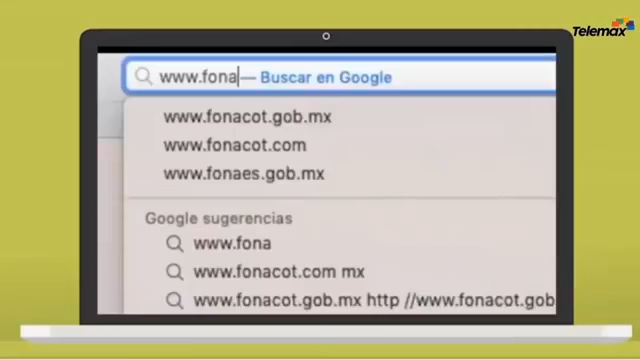 Telemax
www.fona — Buscar en Google
www.fonacot.gob.mx
www.fonacot.com
www.fonaes.gob.mx
Google sugerencias
www.fona
www.fonacot.com mx
www.fonacot.gob.mx http //www.fonacot.gob